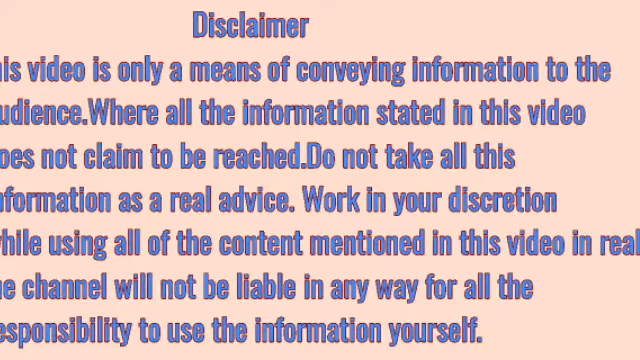 Disclaimer
his video is only a means of conveying information to the
udience.Where all the information stated in this video
oes not claim to be reached.Do not take all this
nformation as a real advice. Work in your discretion
while using all of the content mentioned in this video in real
he channel will not be liable in any way for all the
esponsibility to use the information yourself.